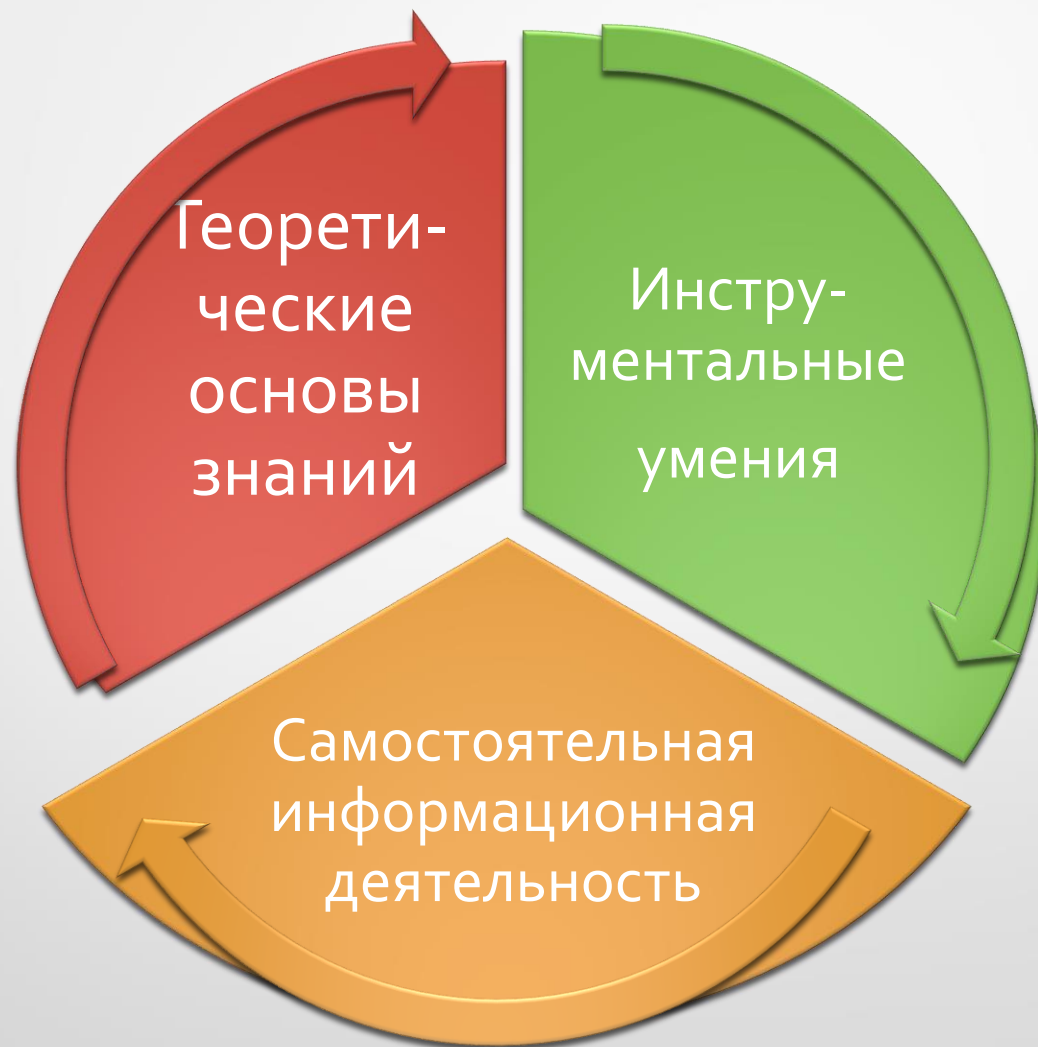 Теорети-
ческие
основы
знаний
Инстру-
ментальные
умения
Самостоятельная
информационная
деятельность